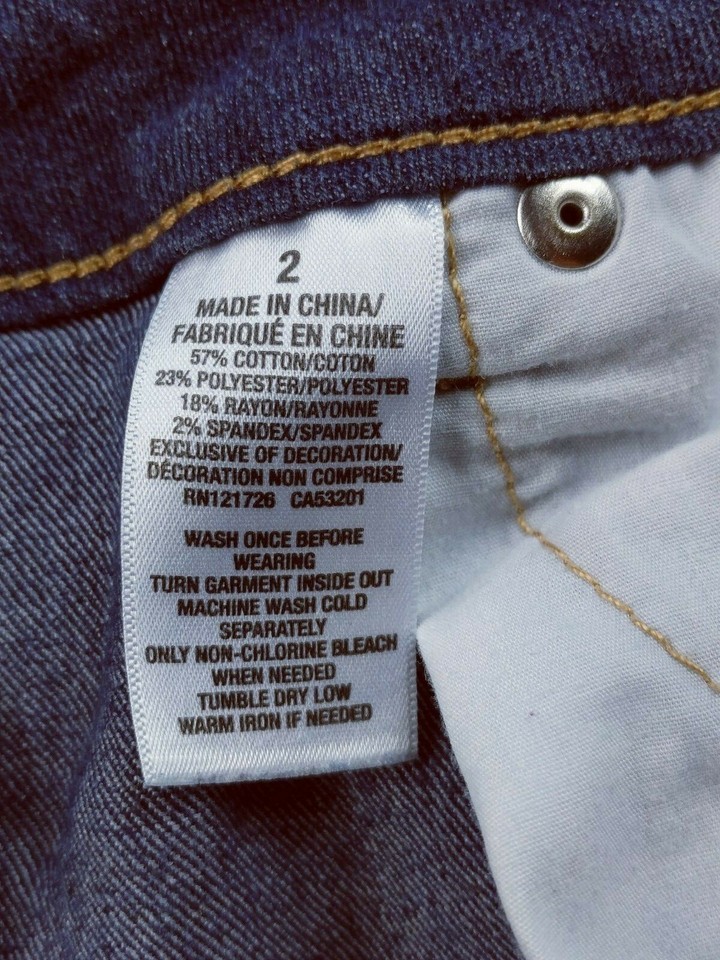 2
MADE IN CHINA/
FABRIQUÉ EN CHINE
57% COTTON/COTON
23% POLYESTER/POLYESTER
18% RAYON/RAYONNE
2% SPANDEX/SPANDEX
EXCLUSIVE OF DECORATION/
DÉCORATION NON COMPRISE
RN121726 CA53201
WASH ONCE BEFORE
WEARING
TURN GARMENT INSIDE OUT
MACHINE WASH COLD
SEPARATELY
ONLY NON-CHLORINE BLEACH
WHEN NEEDED
TUMBLE DRY LOW
WARM IRON IF NEEDED